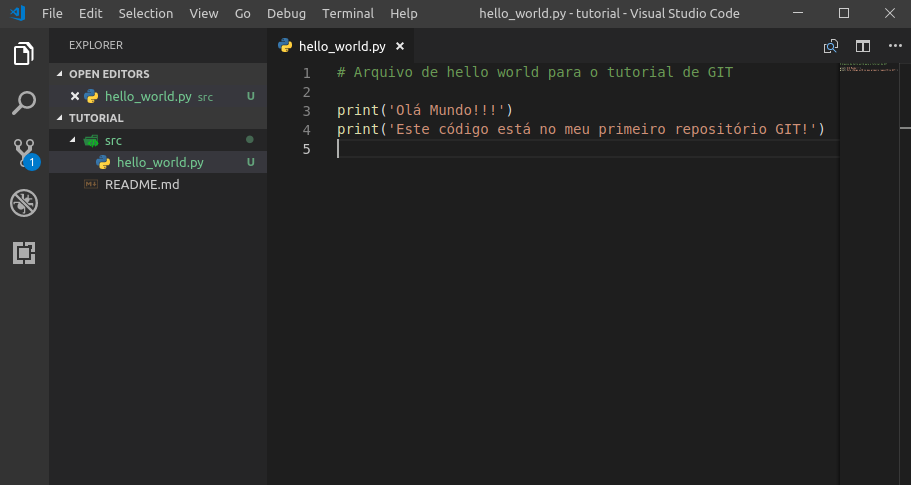 File Edit Selection View Go Debug Terminal Help hello_world.py - tutorial - Visual Studio Code
EXPLORER
OPEN EDITORS
hello_world.py src U
TUTORIAL
src
hello_world.py U
README.md
1
hello_world.py
1 # Arquivo de hello world para o tutorial de GIT
2
3 print('Olá Mundo!!!')
4 print('Este código está no meu primeiro repositório GIT!')
5